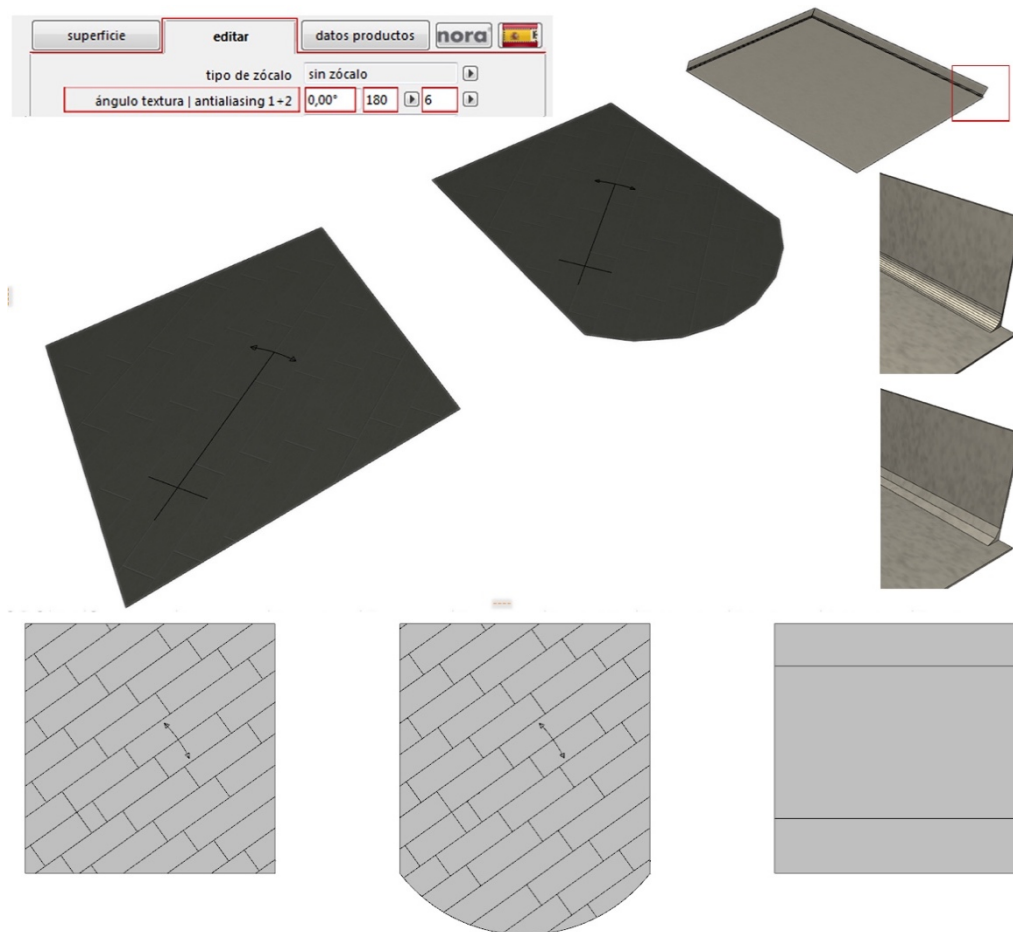 superficie editar datos productos nora
tipo de zócalo sin zócalo
ángulo textura | antialiasing 1+2 0,00° 180 6